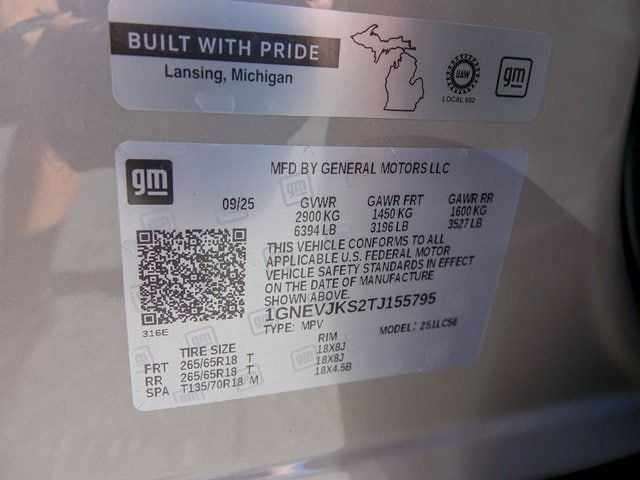 BUILT WITH PRIDE
Lansing, Michigan
UAW
LOCAL 602
gm
gm
MFD BY GENERAL MOTORS LLC
09/25 GVWR GAWR FRT GAWR RR
2900 KG 1450 KG 1600 KG
6394 LB 3196 LB 3527 LB
THIS VEHICLE CONFORMS TO ALL
APPLICABLE U.S. FEDERAL MOTOR
VEHICLE SAFETY STANDARDS IN EFFECT
ON THE DATE OF MANUFACTURE
SHOWN ABOVE.
1GNEVJKS2TJ155795
316E
TYPE: MPV MODEL: 251LC56
TIRE SIZE RIM
FRT 265/65R18 T 18X8J
RR 265/65R18 T 18X8J
SPA T135/70R18 M 18X4.5B